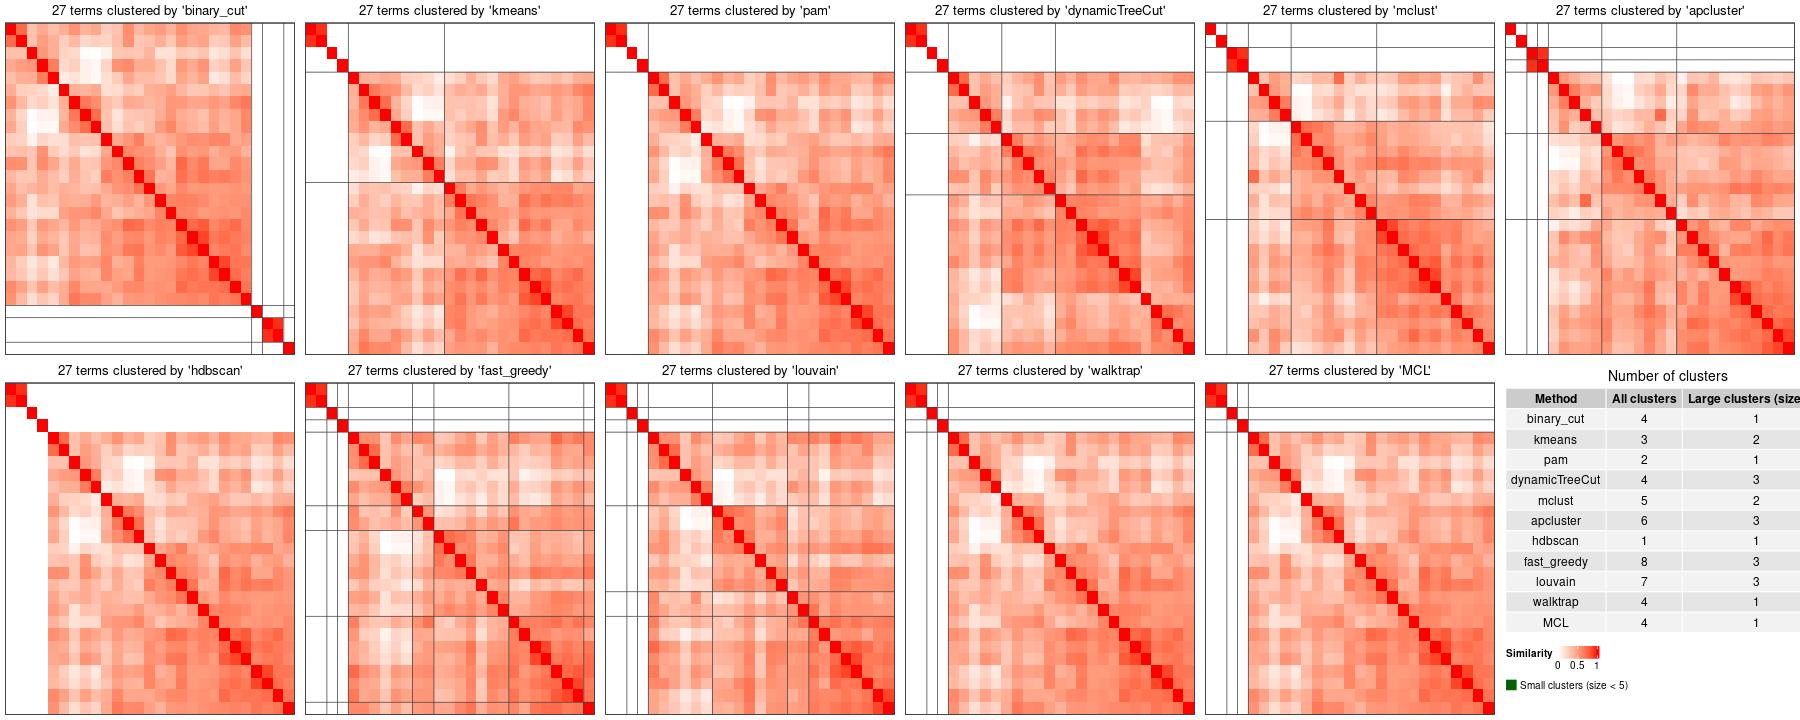 27 terms clustered by 'binary_cut'
27 terms clustered by 'kmeans'
27 terms clustered by 'pam'
27 terms clustered by 'dynamicTreeCut'
27 terms clustered by 'mclust'
27 terms clustered by 'apcluster'
27 terms clustered by 'hdbscan'
27 terms clustered by 'fast_greedy'
27 terms clustered by 'louvain'
27 terms clustered by 'walktrap'
27 terms clustered by 'MCL'
Number of clusters
Method All clusters Large clusters (size
binary_cut 4 1
kmeans 3 2
pam 2 1
dynamicTreeCut 4 3
mclust 5 2
apcluster 6 3
hdbscan 1 1
fast_greedy 8 3
louvain 7 3
walktrap 4 1
MCL 4 1
Similarity
0 0.5 1
Small clusters (size < 5)